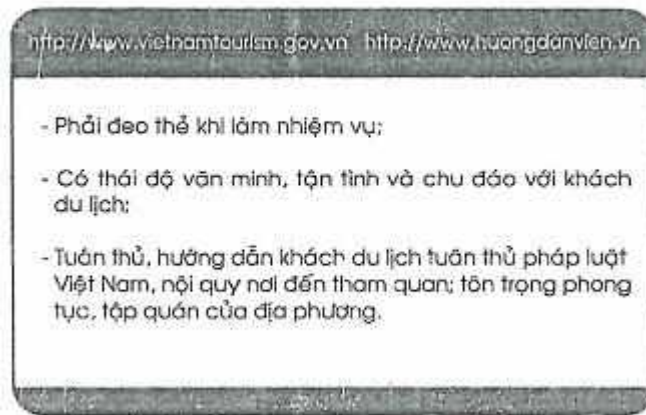 http://www.vietnamtourism.gov.vn http://www.huongdanvien.vn
- Phải đeo thẻ khi làm nhiệm vụ;
- Có thái độ văn minh, tận tình và chu đáo với khách
du lịch;
- Tuân thủ, hướng dẫn khách du lịch tuân thủ pháp luật
Việt Nam, nội quy nơi đến tham quan; tôn trọng phong
tục, tập quán của địa phương.